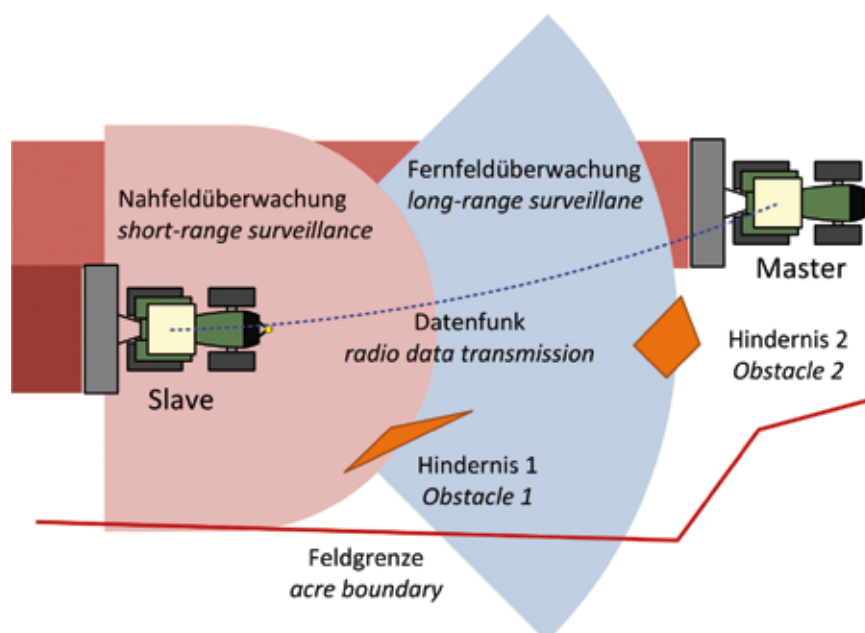 Nahfeldüberwachung
short-range surveillance
Fernfeldüberwachung
long-range surveillane
Master
Datenfunk
radio data transmission
Slave
Hindernis 2
Obstacle 2
Hindernis 1
Obstacle 1
Feldgrenze
acre boundary